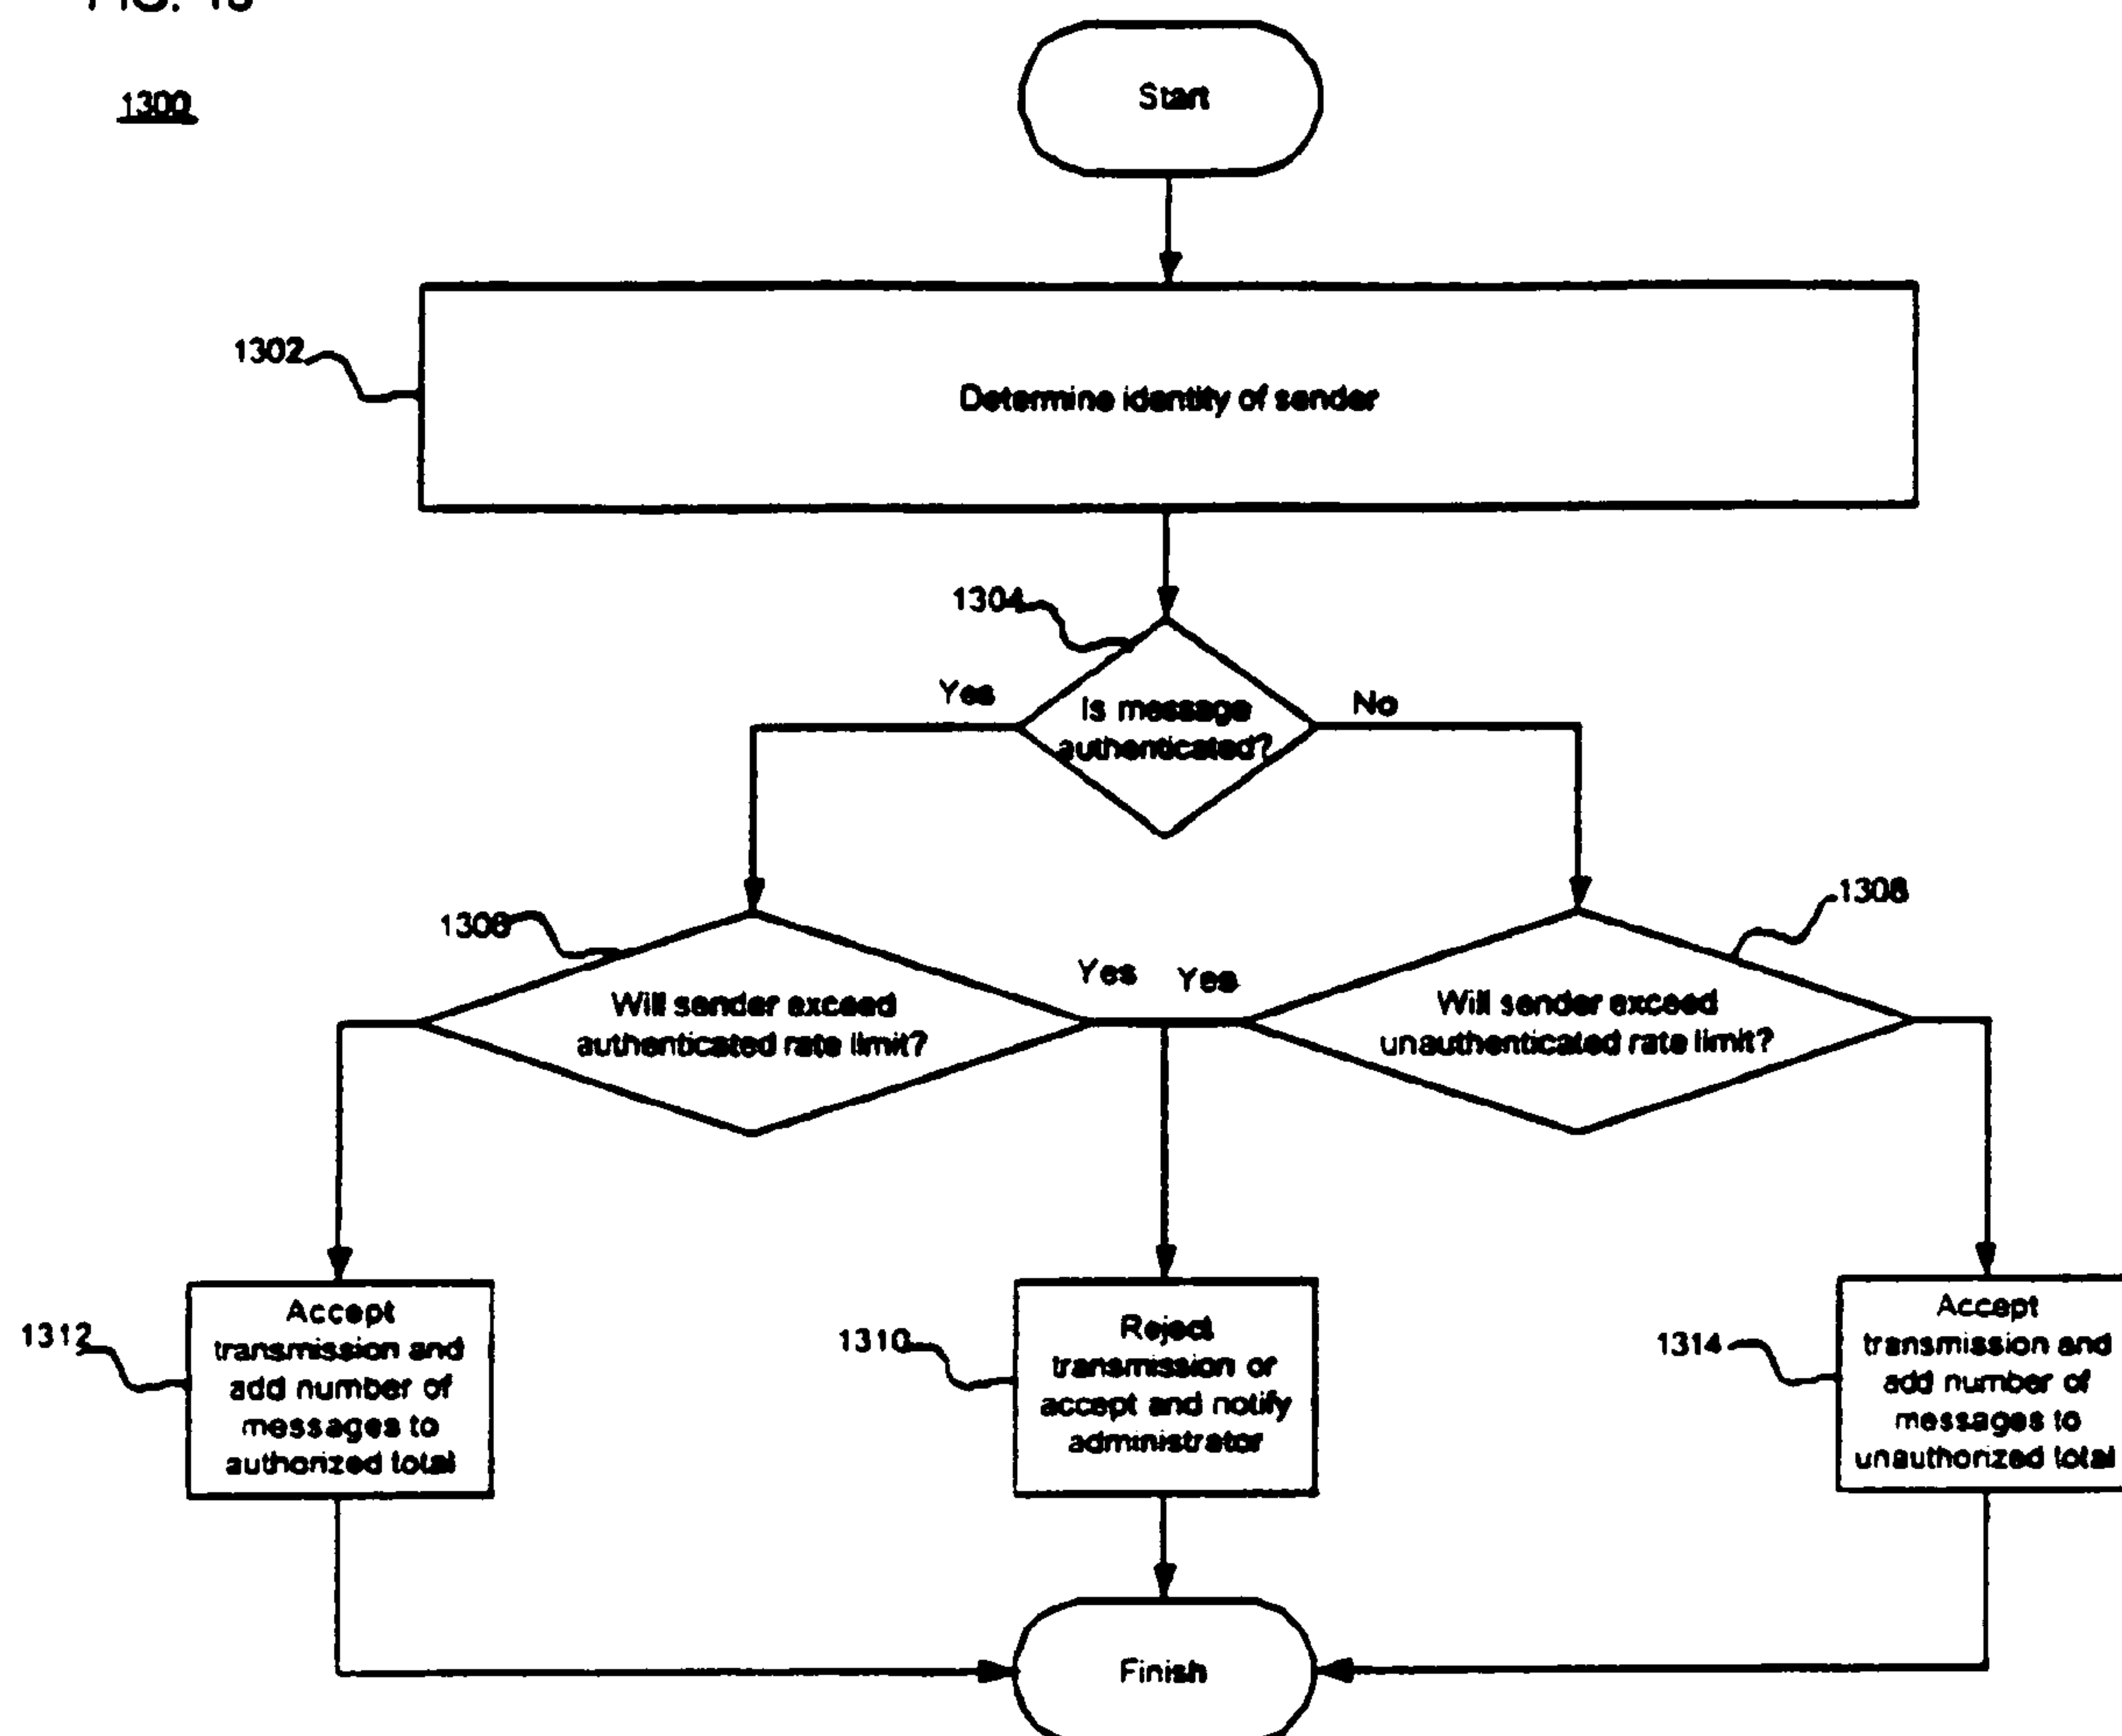 1300
Start
1302
Determine identity of sender
1304
Yes
Is message
authenticated?
No
1306
1308
Will sender exceed
authenticated rate limit?
Yes
Yes
Will sender exceed
unauthenticated rate limit?
1312
Accept
transmission and
add number of
messages to
authorized total
1310
Reject
transmission or
accept and notify
administrator
1314
Accept
transmission and
add number of
messages to
unauthorized total
Finish